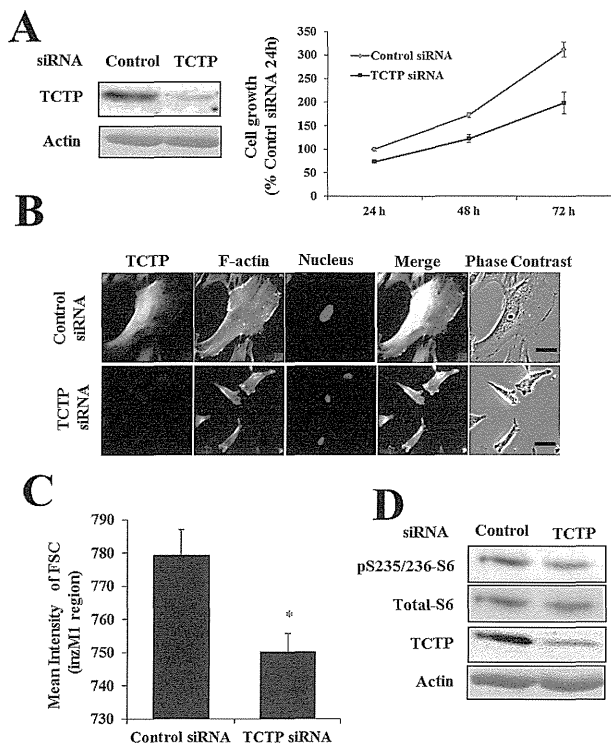 A
siRNA Control TCTP
TCTP
Actin
Cell growth
(% Contrl siRNA 24h)
350
300
250
200
150
100
50
0
Control siRNA
TCTP siRNA
24 h 48 h 72 h
B
TCTP F-actin Nucleus Merge Phase Contrast
Control
siRNA
TCTP
siRNA
C
Mean Intensity of FSC
(inzM1 region)
790
780
770
760
750
740
730
*
Control siRNA TCTP siRNA
D
siRNA Control TCTP
pS235/236-S6
Total-S6
TCTP
Actin